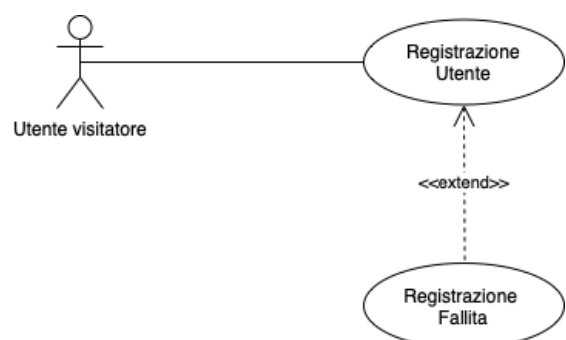 Registrazione
Utente
Utente visitatore
<<extend>>
Registrazione
Fallita